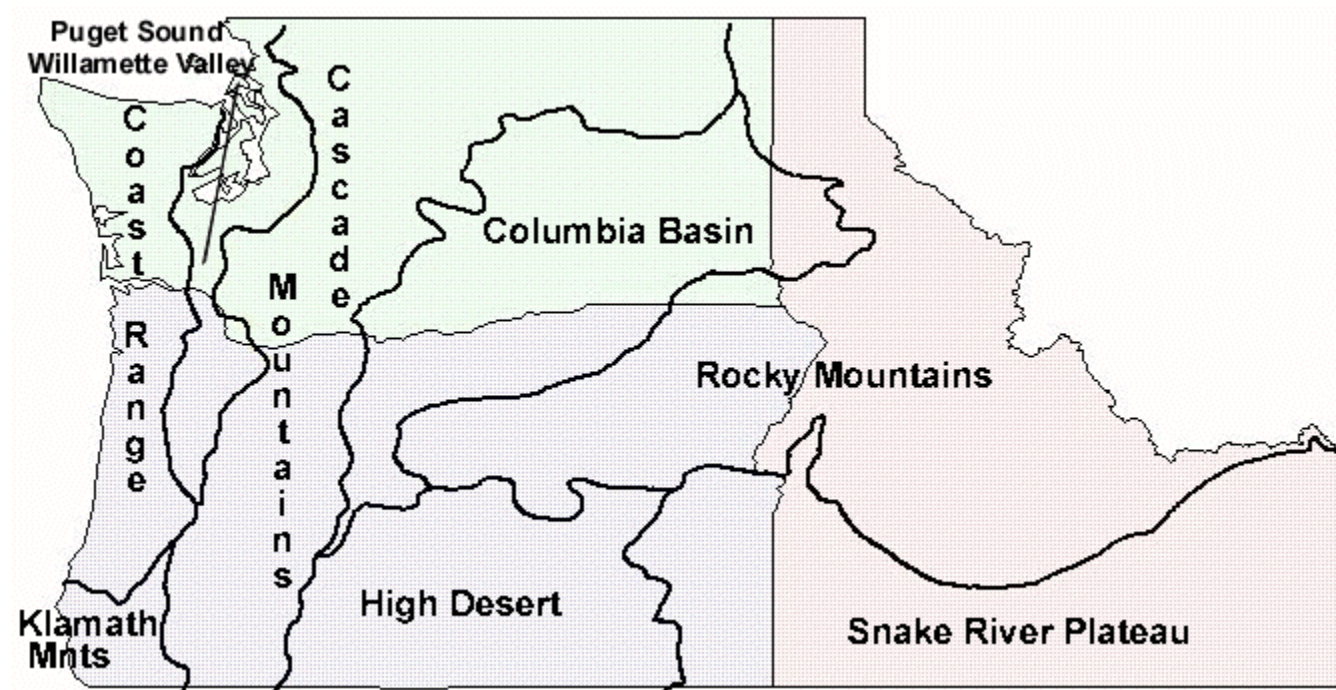 Puget Sound
Willamette Valley
Coast
Range
Cascade
Mountains
Columbia Basin
Rocky Mountains
High Desert
Klamath
Mnts
Snake River Plateau